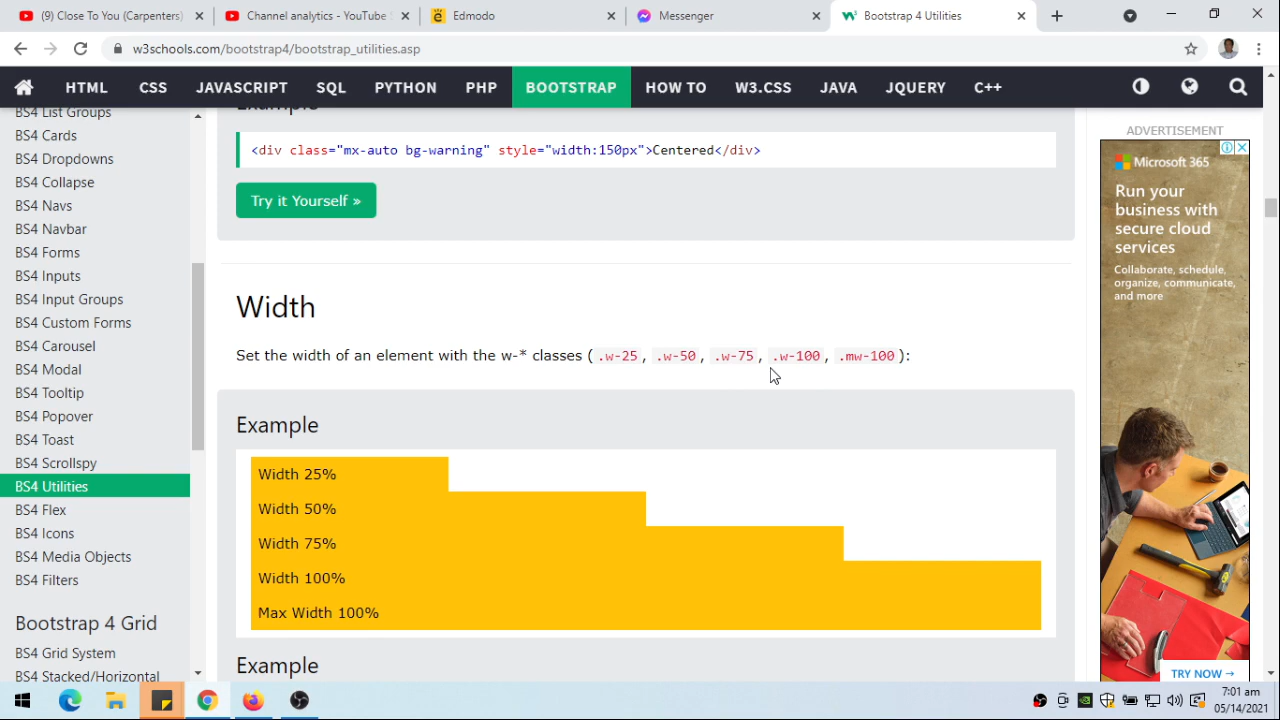 (9) Close To You (Carpenters)
Channel analytics - YouTube
Edmodo
Messenger
Bootstrap 4 Utilities
w3schools.com/bootstrap4/bootstrap_utilities.asp
HTML CSS JAVASCRIPT SQL PYTHON PHP BOOTSTRAP HOW TO W3.CSS JAVA JQUERY C++
BS4 List Groups
BS4 Cards
BS4 Dropdowns
BS4 Collapse
BS4 Navs
BS4 Navbar
BS4 Forms
BS4 Inputs
BS4 Input Groups
BS4 Custom Forms
BS4 Carousel
BS4 Modal
BS4 Tooltip
BS4 Popover
BS4 Toast
BS4 Scrollspy
BS4 Utilities
BS4 Flex
BS4 Icons
BS4 Media Objects
BS4 Filters
Bootstrap 4 Grid
BS4 Grid System
BS4 Stacked/Horizontal
Example
<div class="mx-auto bg-warning" style="width:150px">Centered</div>
Try it Yourself »
Width
Set the width of an element with the w-* classes ( .w-25, .w-50, .w-75, .w-100, .mw-100 ):
Example
Width 25%
Width 50%
Width 75%
Width 100%
Max Width 100%
Example
ADVERTISEMENT
Microsoft 365
Run your
business with
secure cloud
services
Collaborate, schedule,
organize, communicate,
and more
TRY NOW →
7:01 am
05/14/2021